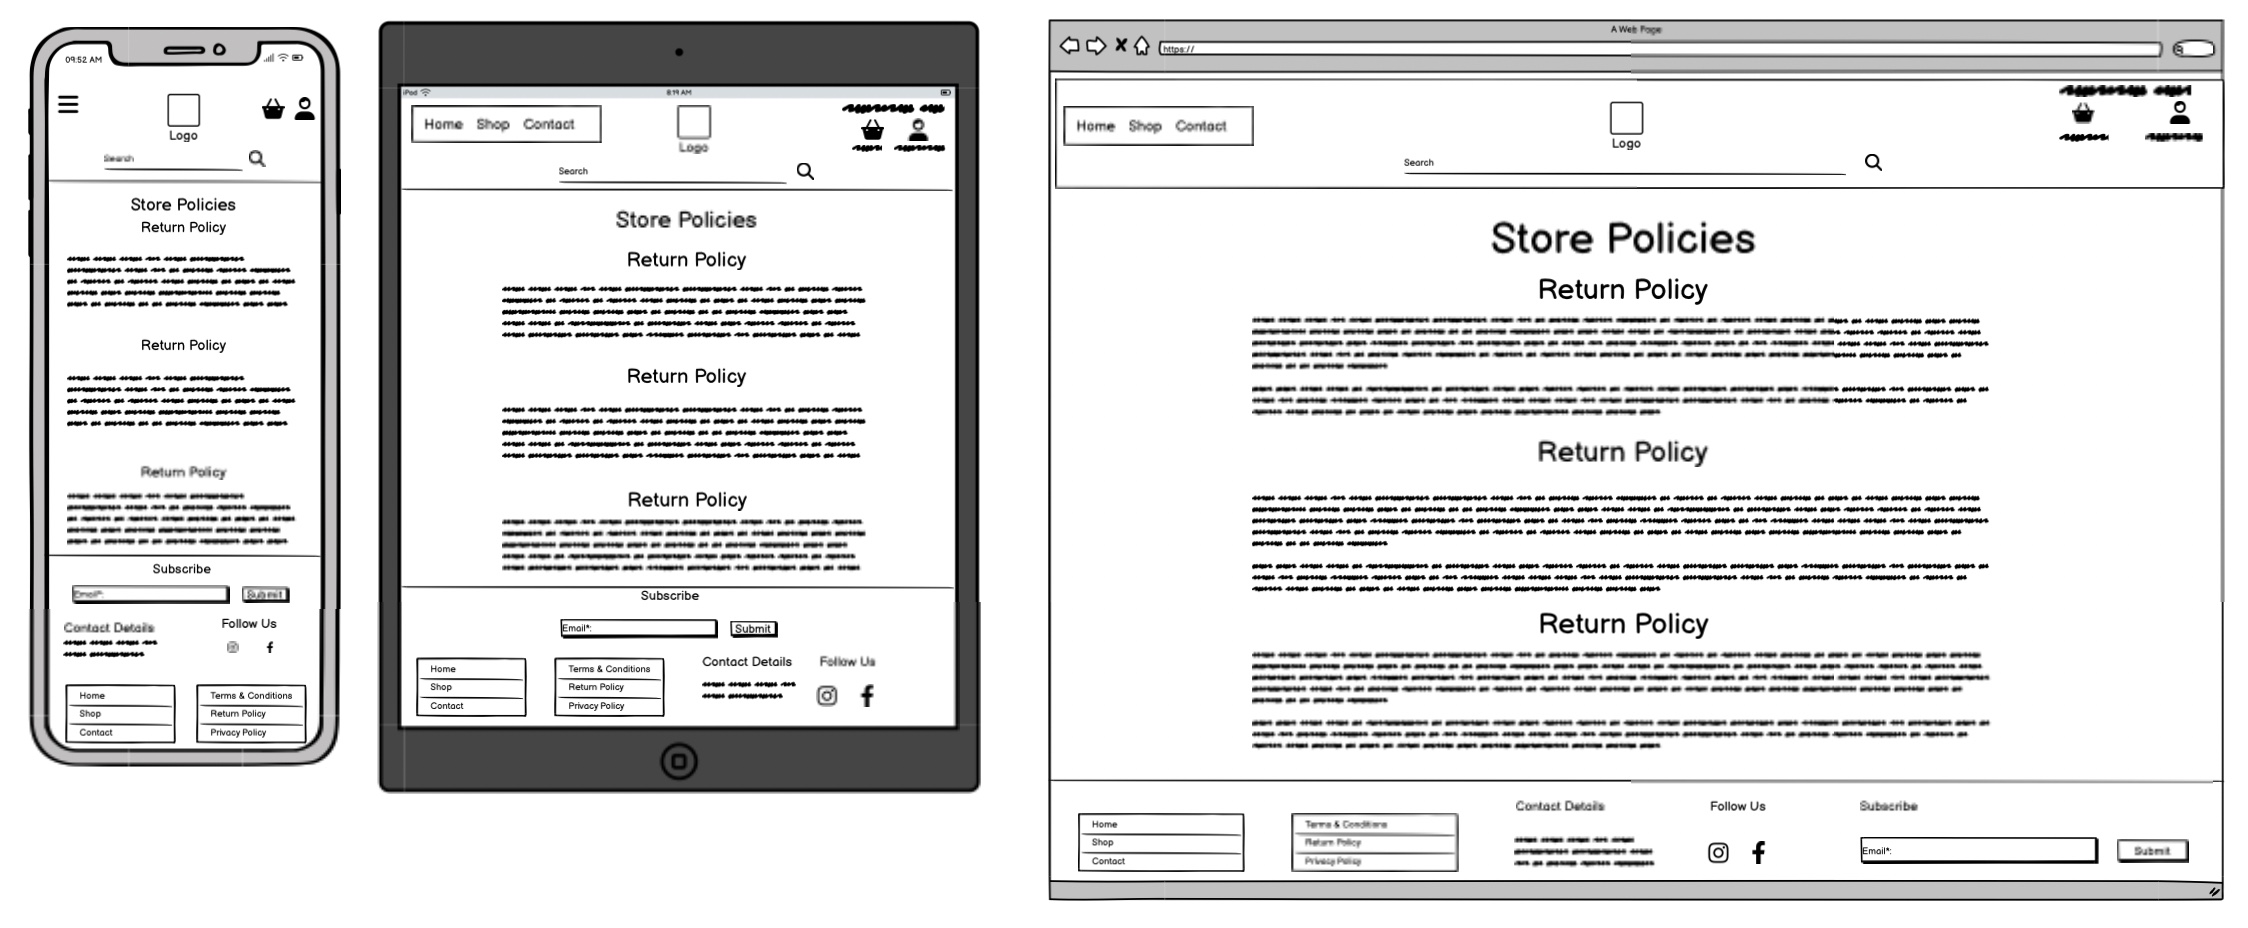 09:52 AM
Logo
Search
Store Policies
Return Policy
Return Policy
Return Policy
Subscribe
Email*:
Submit
Contact Details
Follow Us
Home
Shop
Contact
Terms & Conditions
Return Policy
Privacy Policy
iPod
8:19 AM
Home Shop Contact
Logo
Search
Store Policies
Return Policy
Return Policy
Return Policy
Subscribe
Email*:
Submit
Home
Shop
Contact
Terms & Conditions
Return Policy
Privacy Policy
Contact Details
Follow Us
A Web Page
https://
Home Shop Contact
Logo
Search
Store Policies
Return Policy
Return Policy
Return Policy
Home
Shop
Contact
Terms & Conditions
Return Policy
Privacy Policy
Contact Details
Follow Us
Subscribe
Email*:
Submit